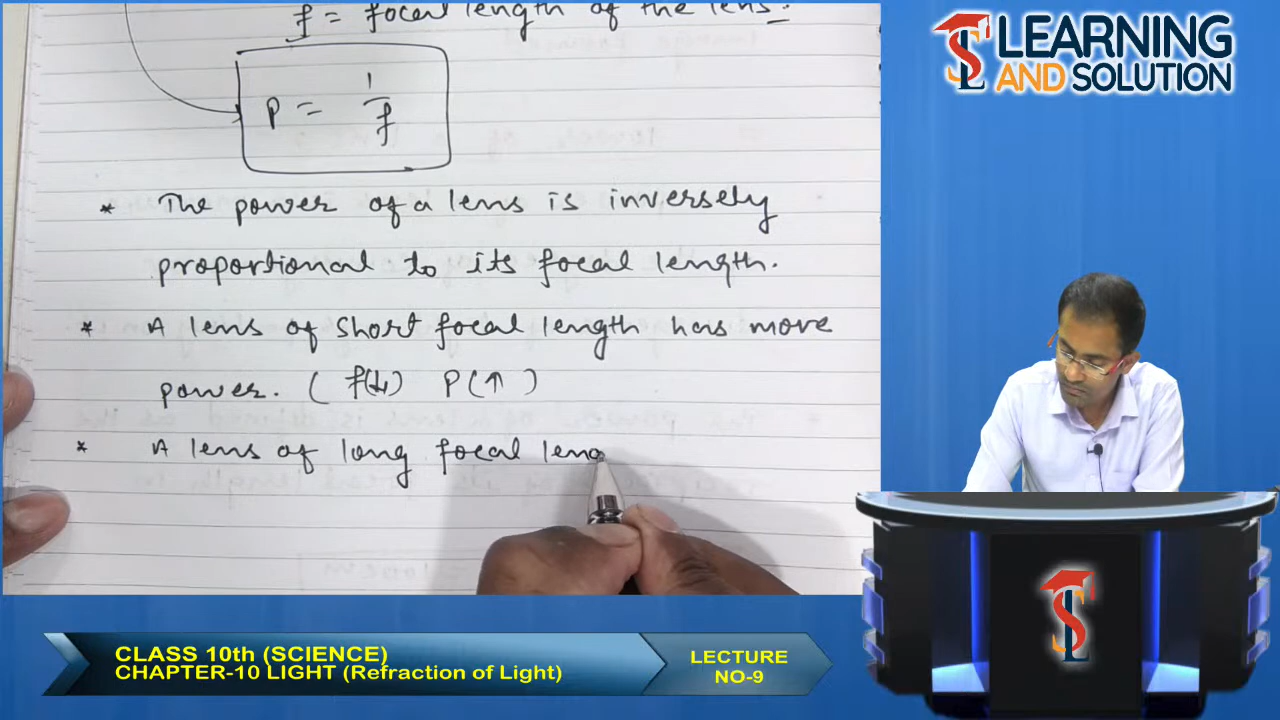 f = focal length of the lens.
P = 1/f
* The power of a lens is inversely
proportional to its focal length.
* A lens of short focal length has more
power. ( f(↓) P(↑) )
* A lens of long focal leng
SL LEARNING
AND SOLUTION
SL
CLASS 10th (SCIENCE)
CHAPTER-10 LIGHT (Refraction of Light)
LECTURE
NO-9